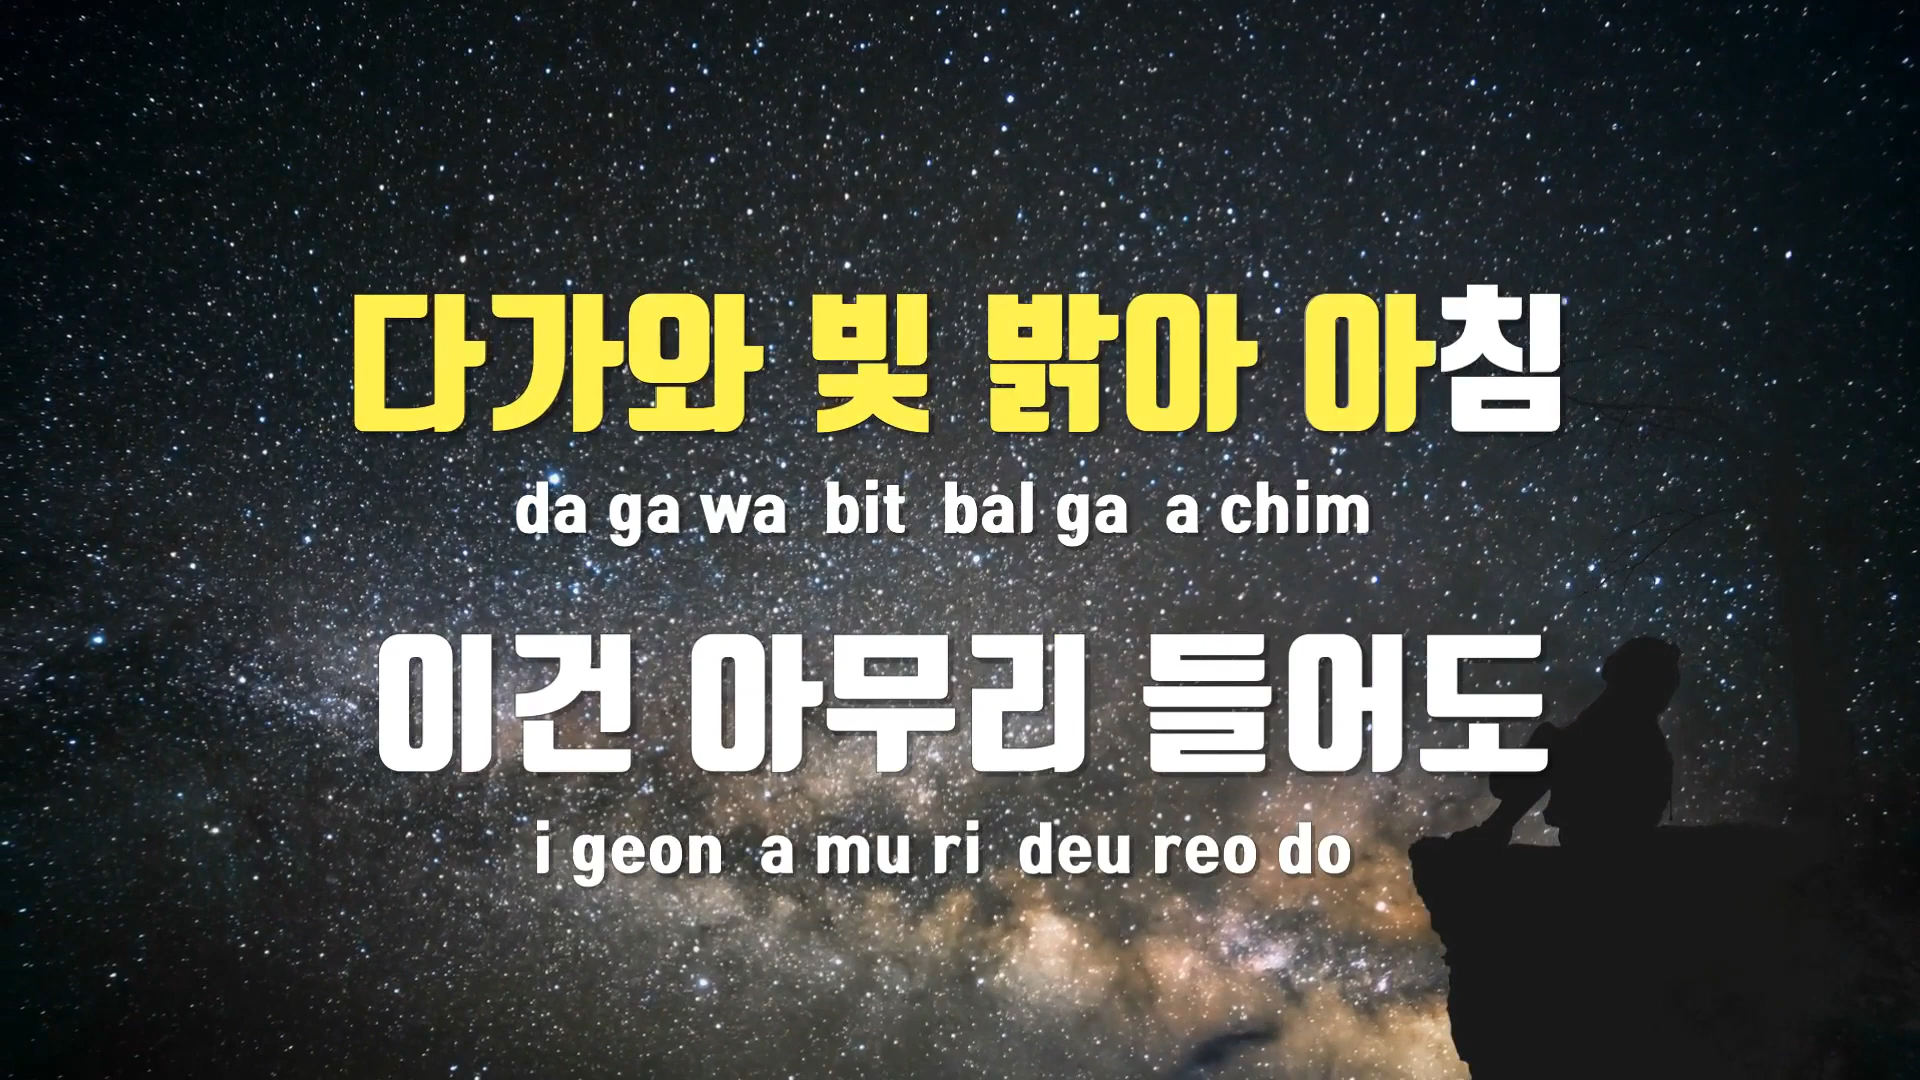 다가와 빛 밝아 아침
da ga wa bit bal ga a chim
이건 아무리 들어도
i geon a mu ri deu reo do